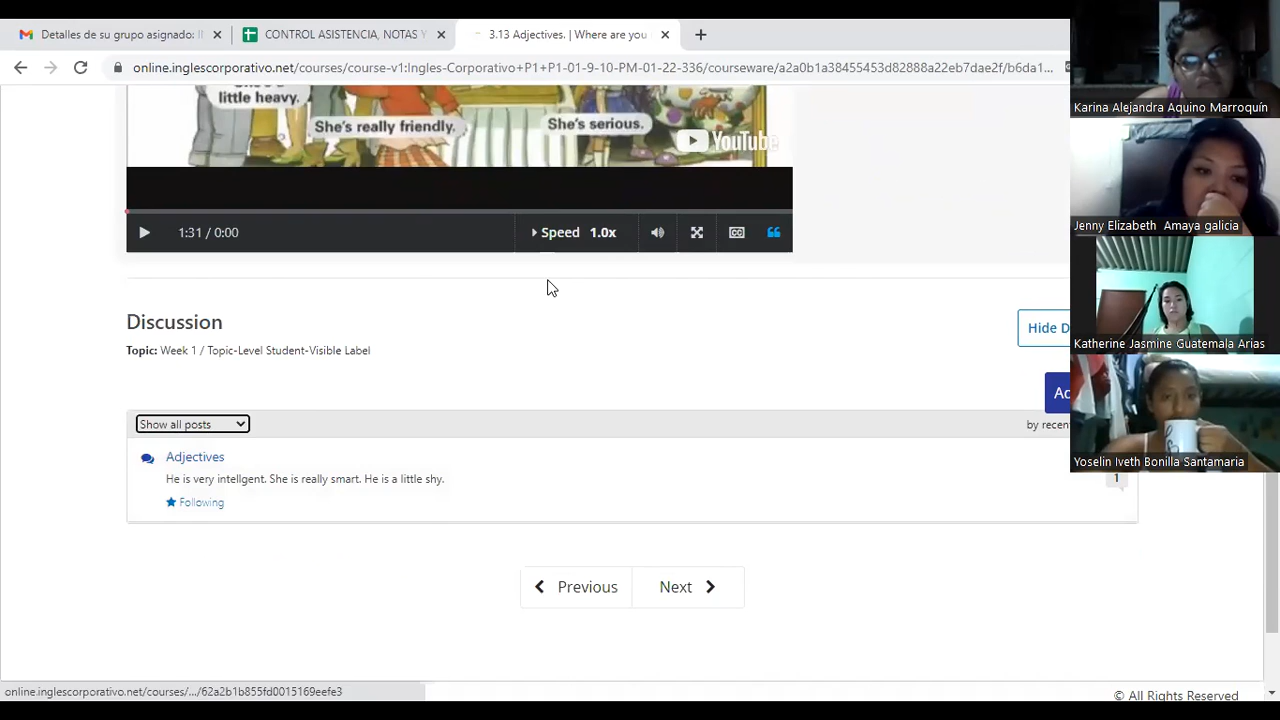 Detalles de su grupo asignado: I
CONTROL ASISTENCIA, NOTAS Y
3.13 Adjectives. | Where are you
online.inglescorporativo.net/courses/course-v1:Ingles-Corporativo+P1+P1-01-9-10-PM-01-22-336/courseware/a2a0b1a38455453d82888a22eb7dae2f/b6da1...
little heavy.
She's really friendly.
She's serious.
YouTube
1:31 / 0:00
Speed 1.0x
CC
Discussion
Hide D
Topic: Week 1 / Topic-Level Student-Visible Label
Ad
Show all posts
by recen
Adjectives
He is very intellgent. She is really smart. He is a little shy.
Following
1
Previous
Next
online.inglescorporativo.net/courses/.../62a2b1b855fd0015169eefe3
© All Rights Reserved
Karina Alejandra Aquino Marroquín
Jenny Elizabeth Amaya galicia
Katherine Jasmine Guatemala Arias
Yoselin Iveth Bonilla Santamaria